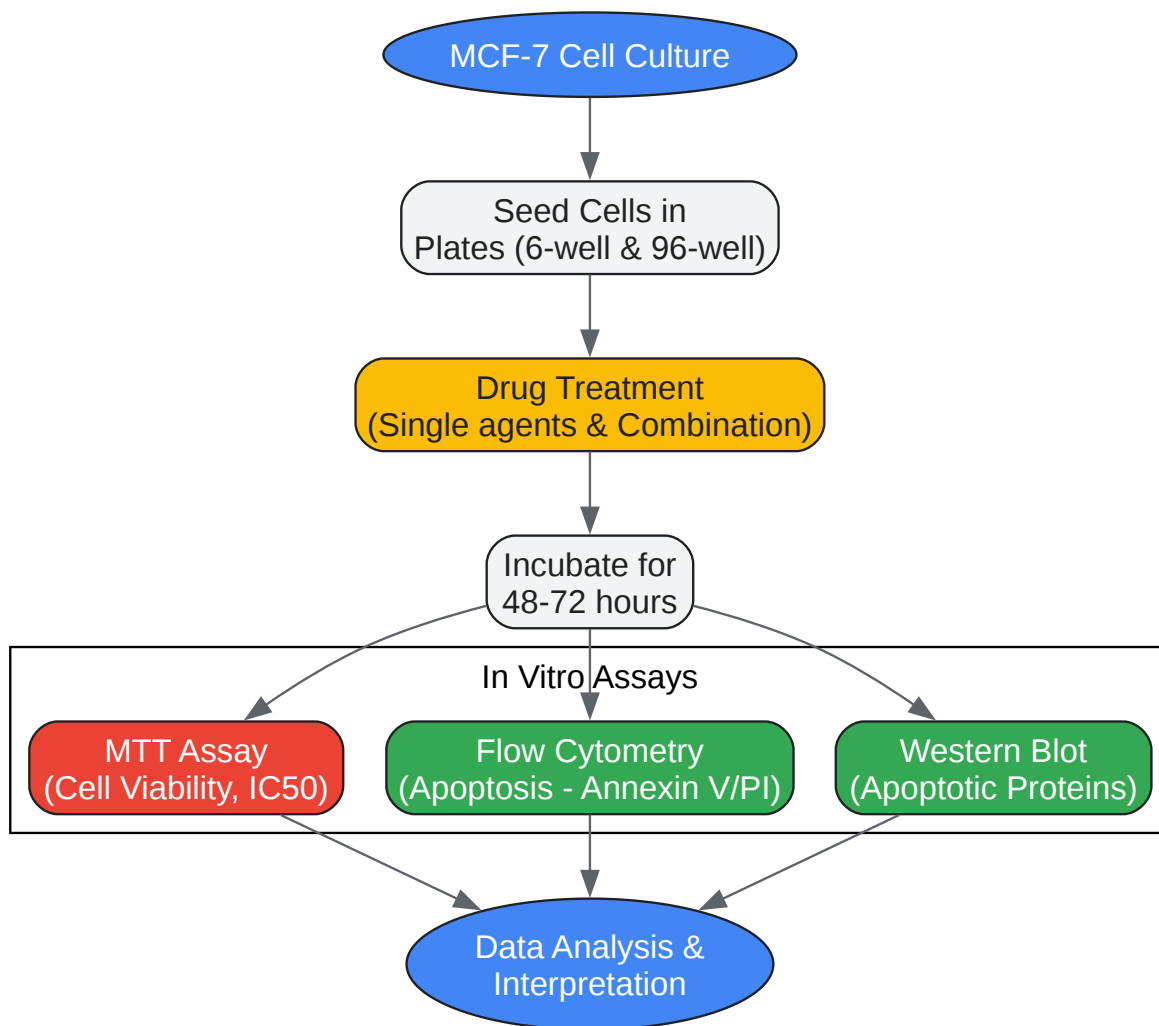 MCF-7 Cell Culture
Seed Cells in
Plates (6-well & 96-well)
Drug Treatment
(Single agents & Combination)
Incubate for
48-72 hours
In Vitro Assays
MTT Assay
(Cell Viability, IC50)
Flow Cytometry
(Apoptosis - Annexin V/PI)
Western Blot
(Apoptotic Proteins)
Data Analysis &
Interpretation